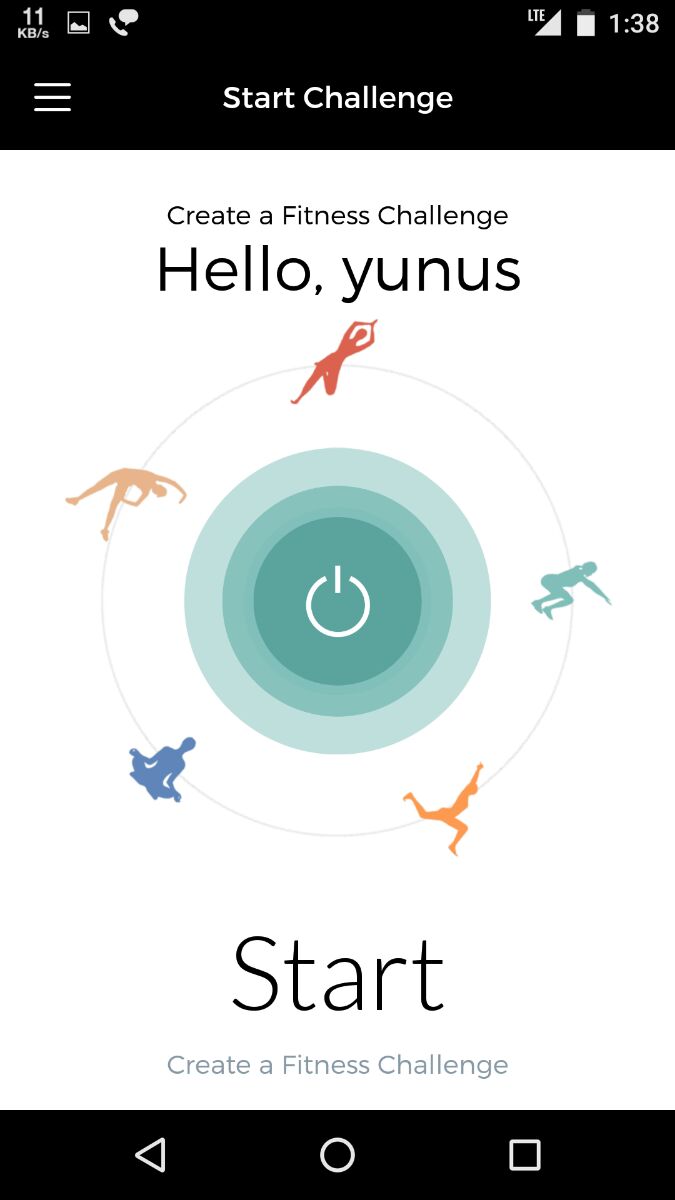 11
KB/s
LTE
1:38
Start Challenge
Create a Fitness Challenge
Hello, yunus
Start
Create a Fitness Challenge